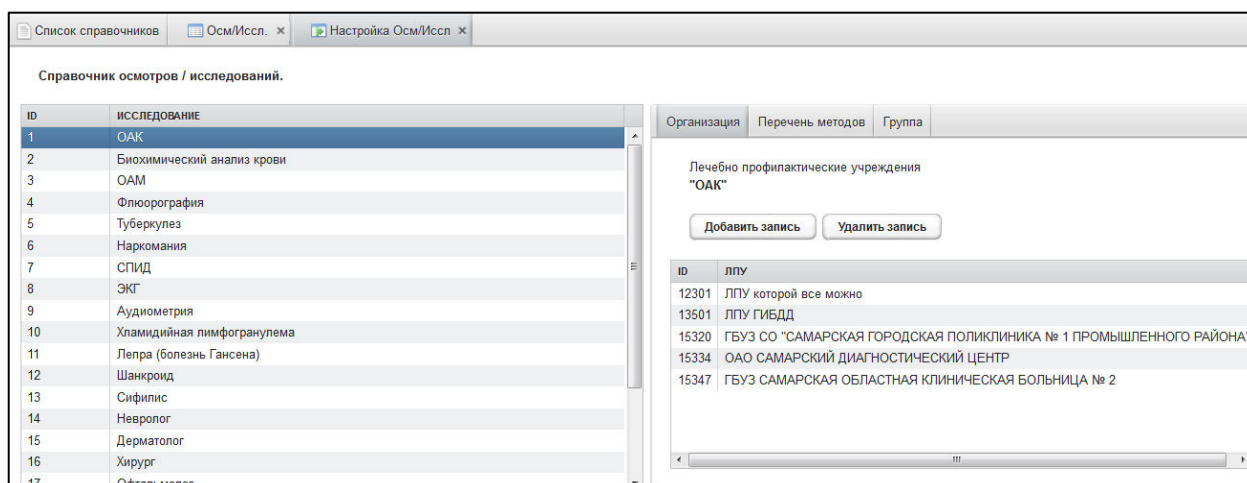 Список справочников Осм/Иссл. × Настройка Осм/Иссл ×
Справочник осмотров / исследований.
ID ИССЛЕДОВАНИЕ
1 ОАК
2 Биохимический анализ крови
3 ОАМ
4 Флюорография
5 Туберкулез
6 Наркомания
7 СПИД
8 ЭКГ
9 Аудиометрия
10 Хламидийная лимфогранулема
11 Лепра (болезнь Гансена)
12 Шанкроид
13 Сифилис
14 Невролог
15 Дерматолог
16 Хирург
Организация Перечень методов Группа
Лечебно профилактические учреждения
"ОАК"
Добавить запись Удалить запись
ID ЛПУ
12301 ЛПУ которой все можно
13501 ЛПУ ГИБДД
15320 ГБУЗ СО "САМАРСКАЯ ГОРОДСКАЯ ПОЛИКЛИНИКА № 1 ПРОМЫШЛЕННОГО РАЙОНА"
15334 ОАО САМАРСКИЙ ДИАГНОСТИЧЕСКИЙ ЦЕНТР
15347 ГБУЗ САМАРСКАЯ ОБЛАСТНАЯ КЛИНИЧЕСКАЯ БОЛЬНИЦА № 2